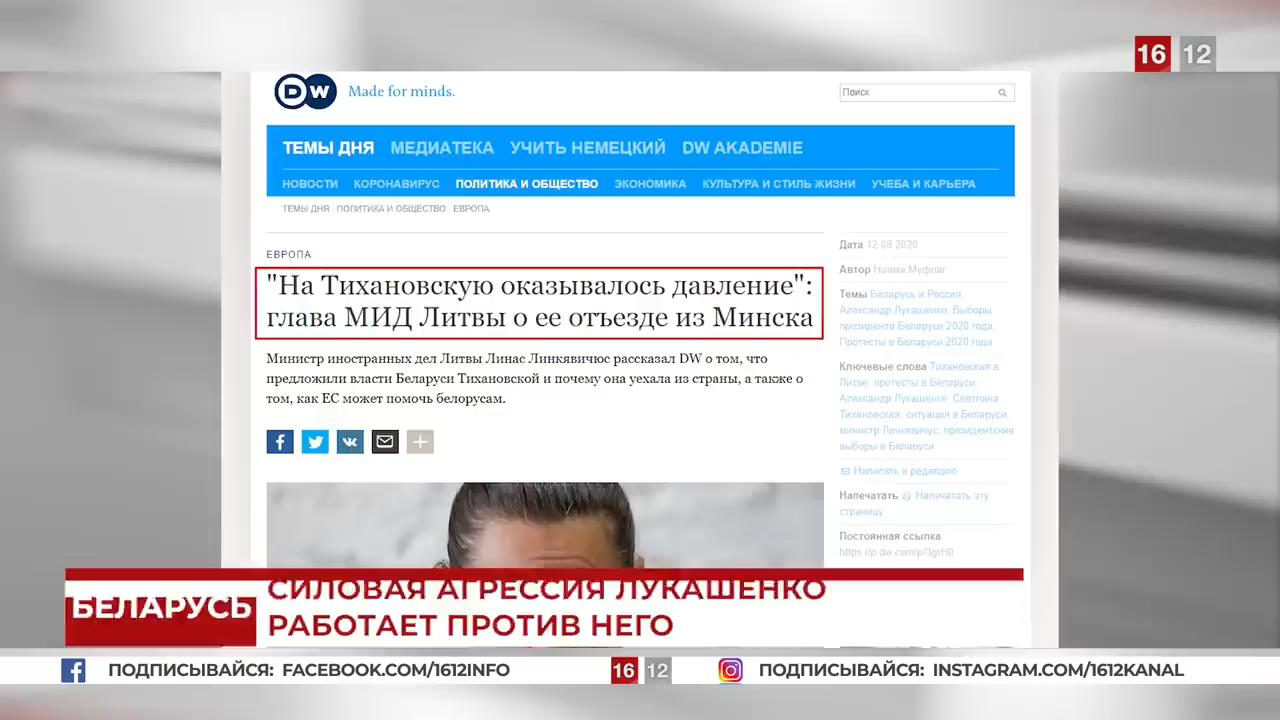 16 12
DW Made for minds.
Поиск
ТЕМЫ ДНЯ МЕДИАТЕКА УЧИТЬ НЕМЕЦКИЙ DW AKADEMIE
НОВОСТИ КОРОНАВИРУС ПОЛИТИКА И ОБЩЕСТВО ЭКОНОМИКА КУЛЬТУРА И СТИЛЬ ЖИЗНИ УЧЕБА И КАРЬЕРА
ТЕМЫ ДНЯ / ПОЛИТИКА И ОБЩЕСТВО / ЕВРОПА
ЕВРОПА
"На Тихановскую оказывалось давление":
глава МИД Литвы о ее отъезде из Минска
Министр иностранных дел Литвы Линас Линкявичюс рассказал DW о том, что
предложили власти Беларуси Тихановской и почему она уехала из страны, а также о
том, как ЕС может помочь белорусам.
Дата 12.08.2020
Автор Наама Муфлаг
Темы Беларусь и Россия,
Александр Лукашенко, Выборы
президента Беларуси 2020 года,
Протесты в Беларуси 2020 года
Ключевые слова Тихановская в
Литве, протесты в Беларуси,
Александр Лукашенко, Светлана
Тихановская, ситуация в Беларуси,
министр Линкявичус, президентские
выборы в Беларуси
Написать в редакцию
Напечатать Напечатать эту
страницу
Постоянная ссылка
https://p.dw.com/p/3grH0
БЕЛАРУСЬ
СИЛОВАЯ АГРЕССИЯ ЛУКАШЕНКО
РАБОТАЕТ ПРОТИВ НЕГО
ПОДПИСЫВАЙСЯ: FACEBOOK.COM/1612INFO 16 12 ПОДПИСЫВАЙСЯ: INSTAGRAM.COM/1612KANAL